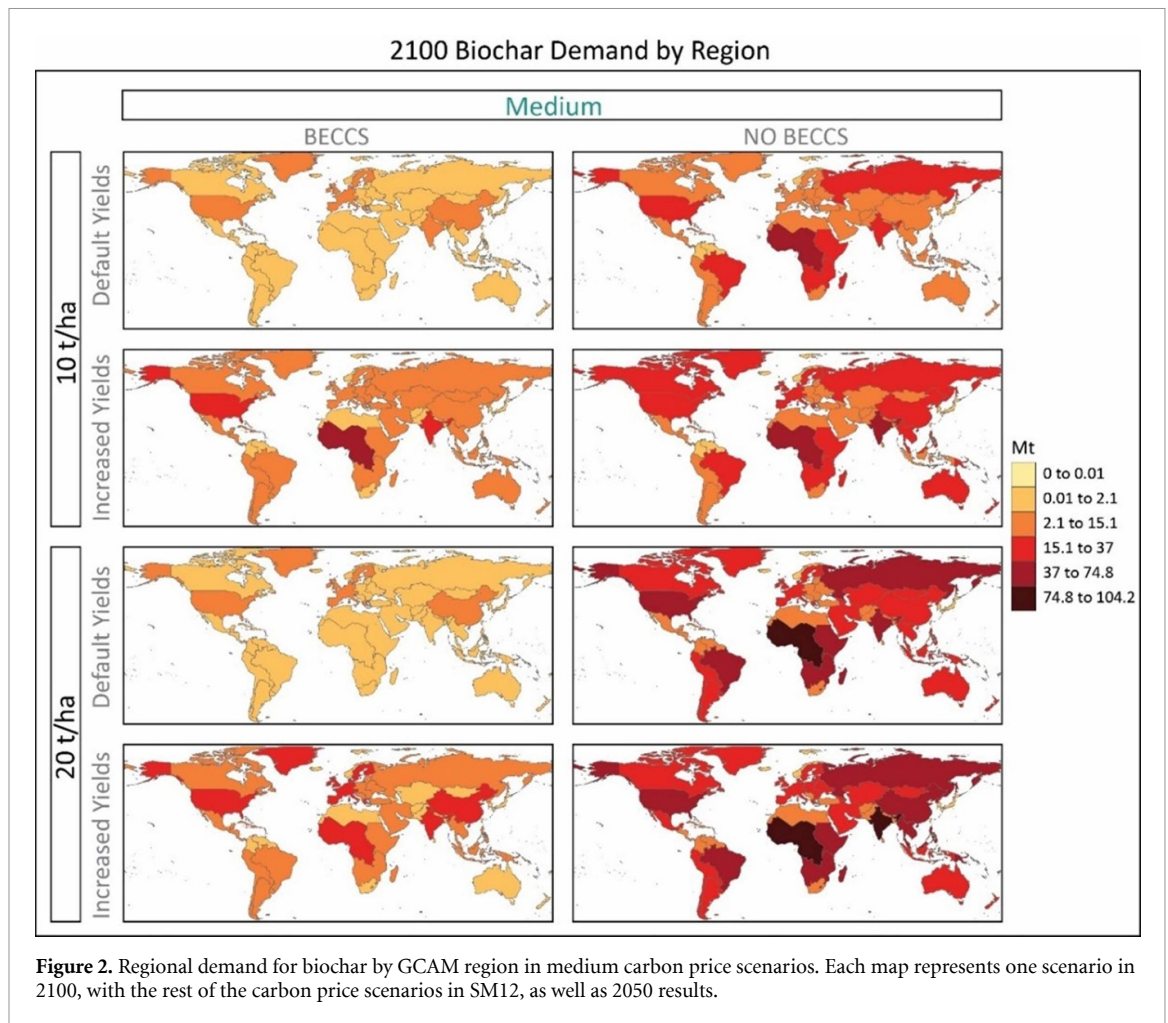 2100 Biochar Demand by Region
Medium
BECCS
NO BECCS
10 t/ha
Default Yields
Increased Yields
20 t/ha
Default Yields
Increased Yields
Mt
0 to 0.01
0.01 to 2.1
2.1 to 15.1
15.1 to 37
37 to 74.8
74.8 to 104.2
Figure 2. Regional demand for biochar by GCAM region in medium carbon price scenarios. Each map represents one scenario in
2100, with the rest of the carbon price scenarios in SM12, as well as 2050 results.